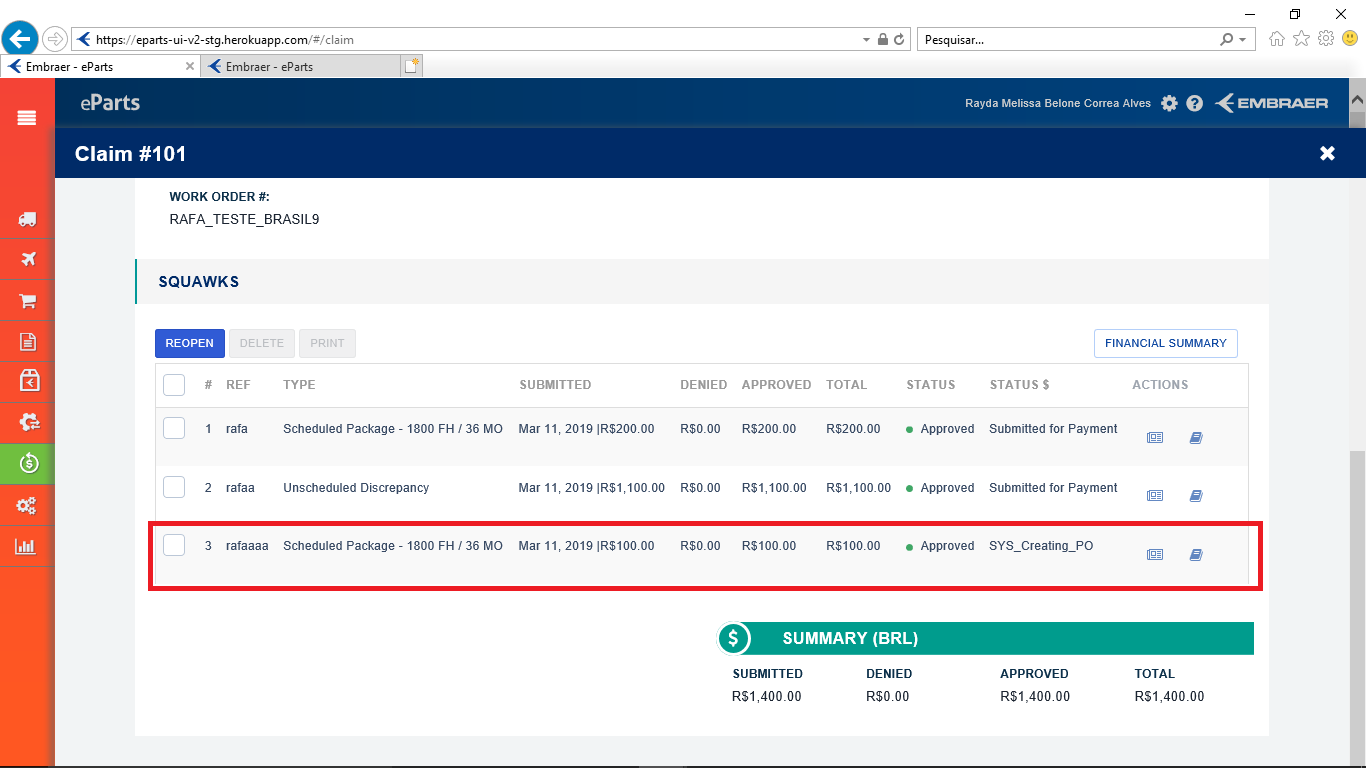 https://eparts-ui-v2-stg.herokuapp.com/#/claim
Pesquisar...
Embraer - eParts
Embraer - eParts
eParts
Rayda Melissa Belone Correa Alves
EMBRAER
Claim #101
WORK ORDER #:
RAFA_TESTE_BRASIL9
SQUAWKS
REOPEN DELETE PRINT FINANCIAL SUMMARY
# REF TYPE SUBMITTED DENIED APPROVED TOTAL STATUS STATUS $ ACTIONS
1 rafa Scheduled Package - 1800 FH / 36 MO Mar 11, 2019 |R$200.00 R$0.00 R$200.00 R$200.00 Approved Submitted for Payment
2 rafaa Unscheduled Discrepancy Mar 11, 2019 |R$1,100.00 R$0.00 R$1,100.00 R$1,100.00 Approved Submitted for Payment
3 rafaaaa Scheduled Package - 1800 FH / 36 MO Mar 11, 2019 |R$100.00 R$0.00 R$100.00 R$100.00 Approved SYS_Creating_PO
$ SUMMARY (BRL)
SUBMITTED DENIED APPROVED TOTAL
R$1,400.00 R$0.00 R$1,400.00 R$1,400.00